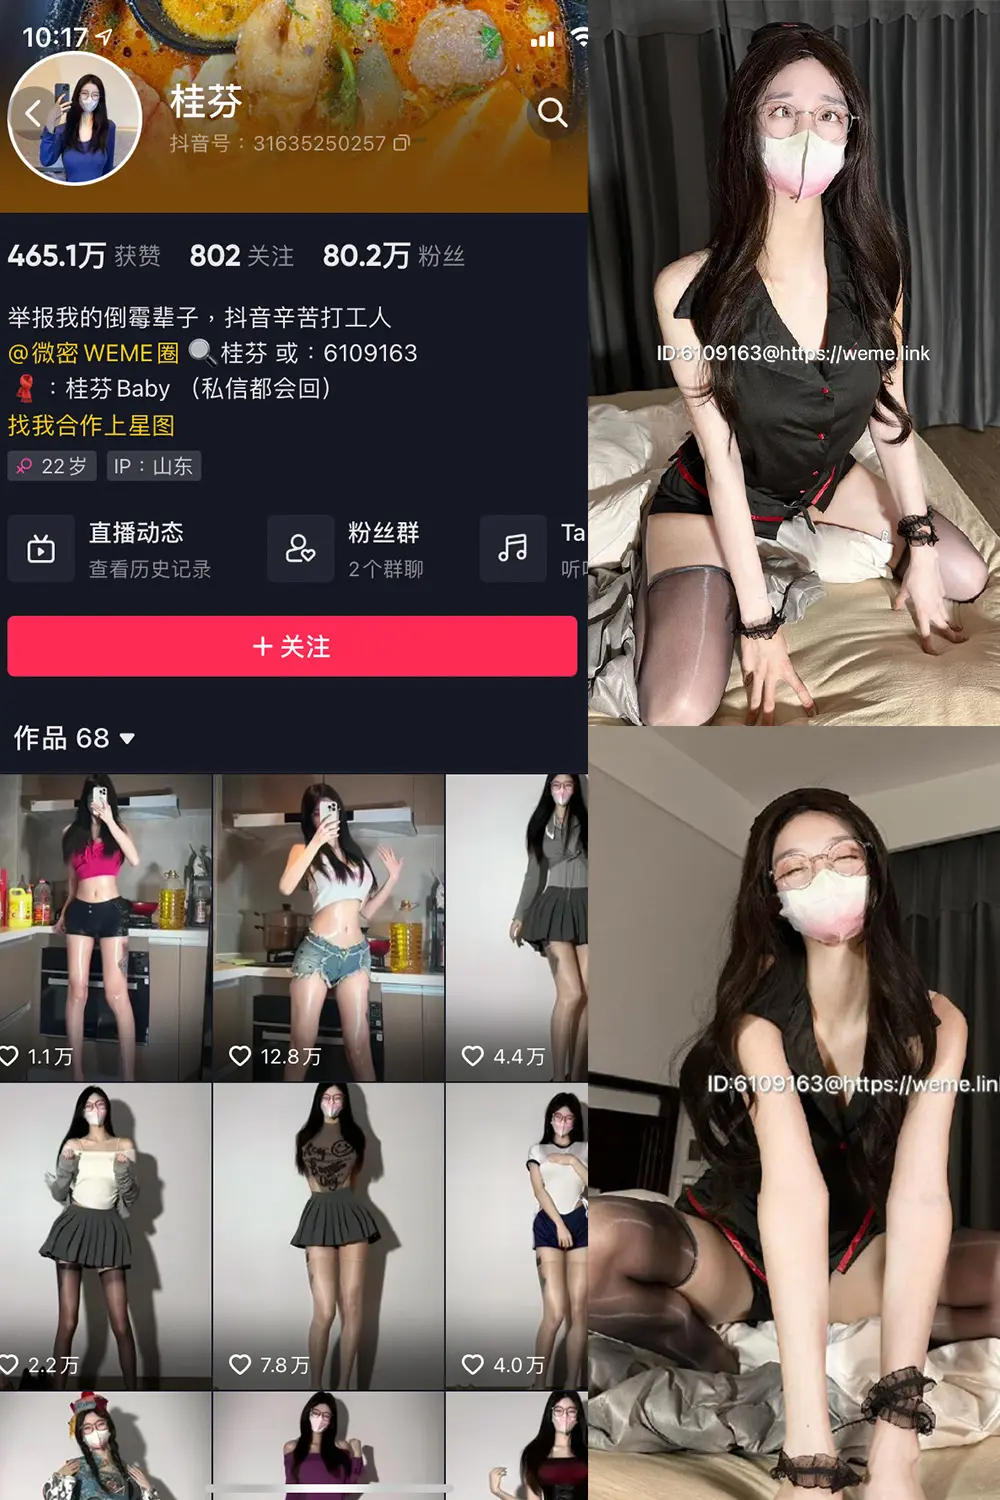 10:17
桂芬
抖音号：31635250257
465.1万 获赞 802 关注 80.2万 粉丝
举报我的倒霉辈子，抖音辛苦打工人
@微密WEME圈 🔍桂芬 或：6109163
：桂芬Baby （私信都会回）
找我合作上星图
22岁 IP：山东
直播动态
查看历史记录
粉丝群
2个群聊
Ta
听
+ 关注
作品 68
1.1万
12.8万
4.4万
2.2万
7.8万
4.0万
ID:6109163@https://weme.link
ID:6109163@https://weme.lin